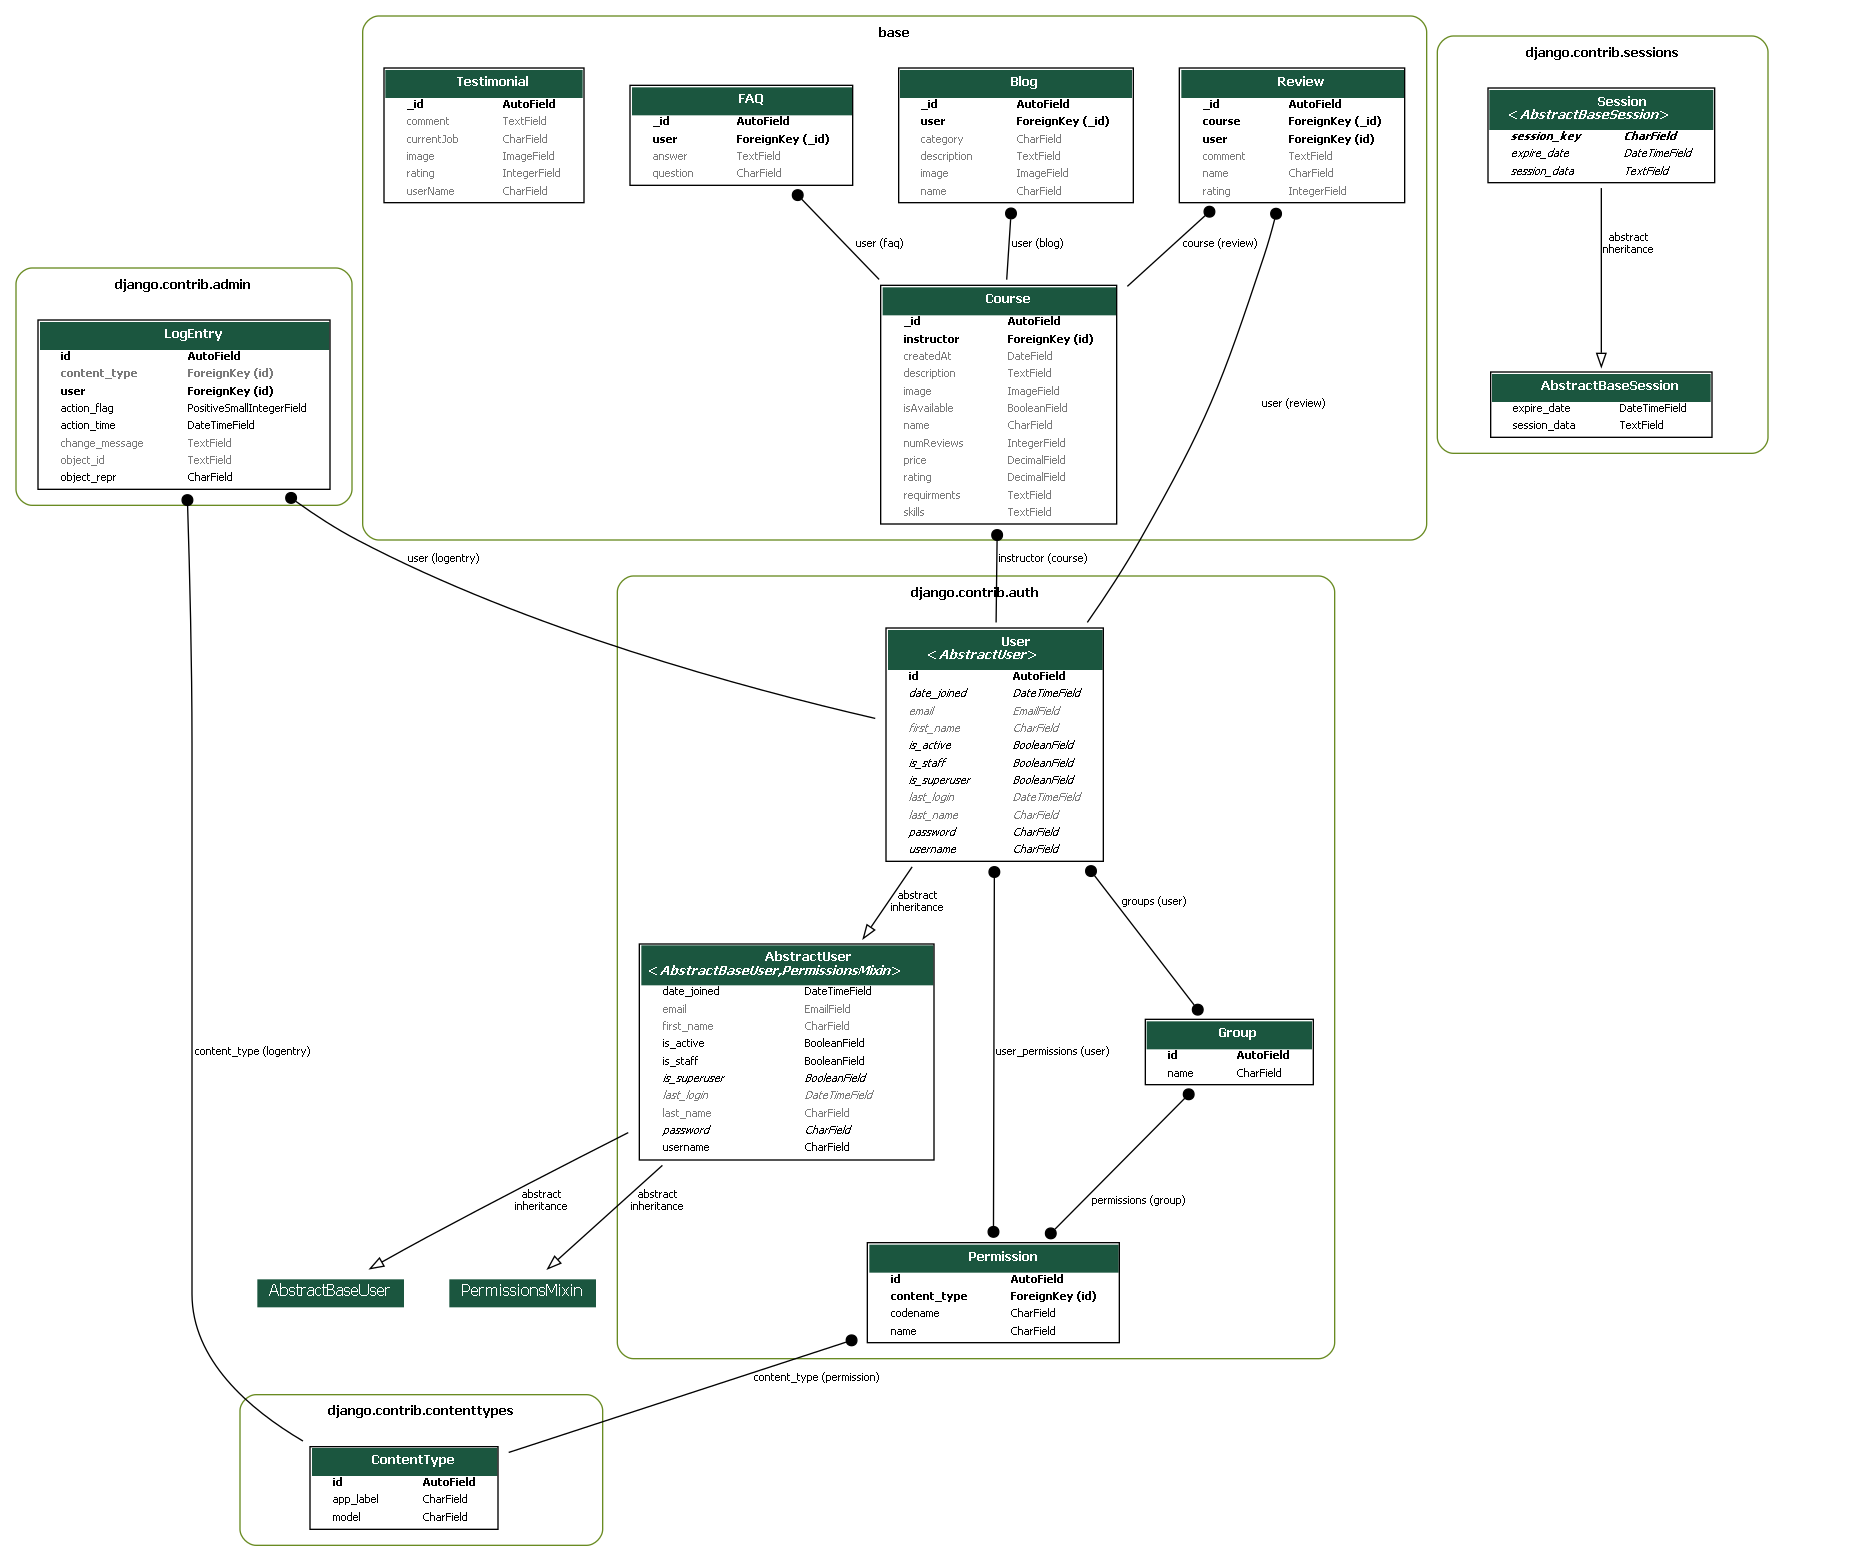 base
Testimonial
_id AutoField
comment TextField
currentJob CharField
image ImageField
rating IntegerField
userName CharField
FAQ
_id AutoField
user ForeignKey (_id)
answer TextField
question CharField
Blog
_id AutoField
user ForeignKey (_id)
category CharField
description TextField
image ImageField
name CharField
Review
_id AutoField
course ForeignKey (_id)
user ForeignKey (id)
comment TextField
name CharField
rating IntegerField
user (faq)
user (blog)
course (review)
user (review)
Course
_id AutoField
instructor ForeignKey (id)
createdAt DateField
description TextField
image ImageField
isAvailable BooleanField
name CharField
numReviews IntegerField
price DecimalField
rating DecimalField
requirments TextField
skills TextField
django.contrib.sessions
Session
<AbstractBaseSession>
session_key CharField
expire_date DateTimeField
session_data TextField
abstract
nheritance
AbstractBaseSession
expire_date DateTimeField
session_data TextField
django.contrib.admin
LogEntry
id AutoField
content_type ForeignKey (id)
user ForeignKey (id)
action_flag PositiveSmallIntegerField
action_time DateTimeField
change_message TextField
object_id TextField
object_repr CharField
user (logentry)
instructor (course)
django.contrib.auth
User
<AbstractUser>
id AutoField
date_joined DateTimeField
email EmailField
first_name CharField
is_active BooleanField
is_staff BooleanField
is_superuser BooleanField
last_login DateTimeField
last_name CharField
password CharField
username CharField
abstract
inheritance
groups (user)
AbstractUser
<AbstractBaseUser,PermissionsMixin>
date_joined DateTimeField
email EmailField
first_name CharField
is_active BooleanField
is_staff BooleanField
is_superuser BooleanField
last_login DateTimeField
last_name CharField
password CharField
username CharField
content_type (logentry)
user_permissions (user)
Group
id AutoField
name CharField
abstract
inheritance
abstract
inheritance
permissions (group)
AbstractBaseUser
PermissionsMixin
Permission
id AutoField
content_type ForeignKey (id)
codename CharField
name CharField
content_type (permission)
django.contrib.contenttypes
ContentType
id AutoField
app_label CharField
model CharField